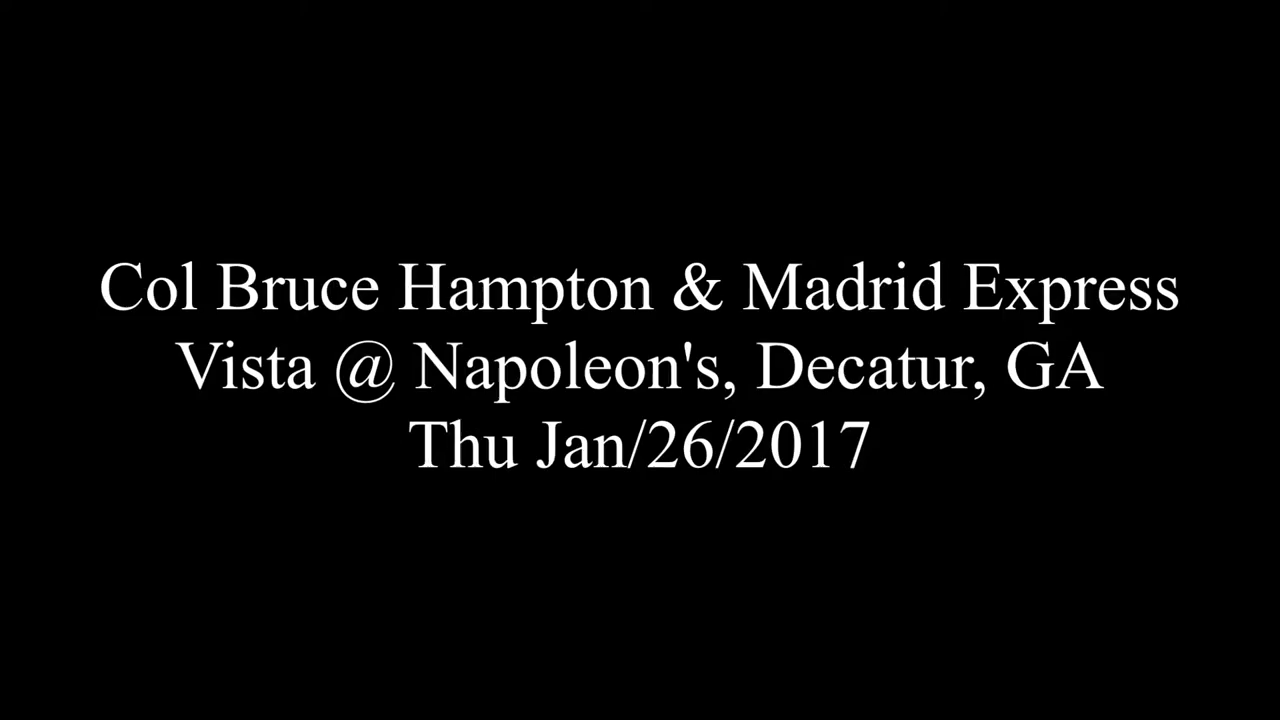 Col Bruce Hampton & Madrid Express
Vista @ Napoleon's, Decatur, GA
Thu Jan/26/2017